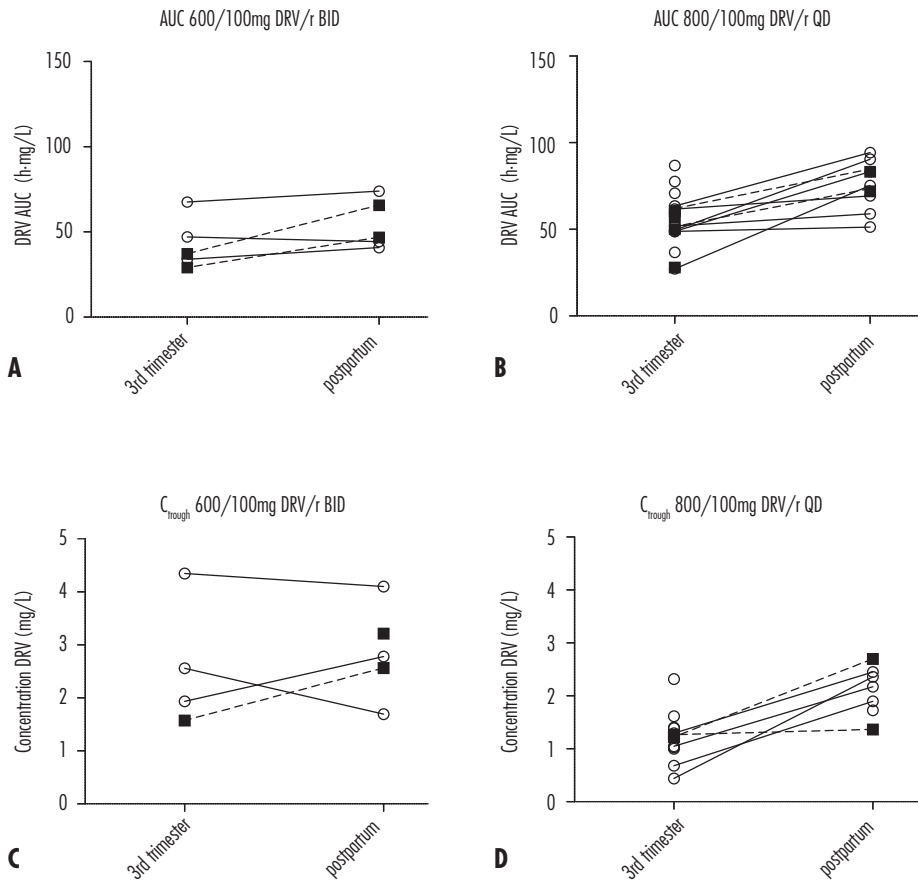 AUC 600/100mg DRV/r BID
150
100
50
0
DRV AUC (h·mg/L)
3rd trimester
postpartum
A
AUC 800/100mg DRV/r QD
150
100
50
0
DRV AUC (h·mg/L)
3rd trimester
postpartum
B
Ctrough 600/100mg DRV/r BID
5
4
3
2
1
0
Concentration DRV (mg/L)
3rd trimester
postpartum
C
Ctrough 800/100mg DRV/r QD
5
4
3
2
1
0
Concentration DRV (mg/L)
3rd trimester
postpartum
D